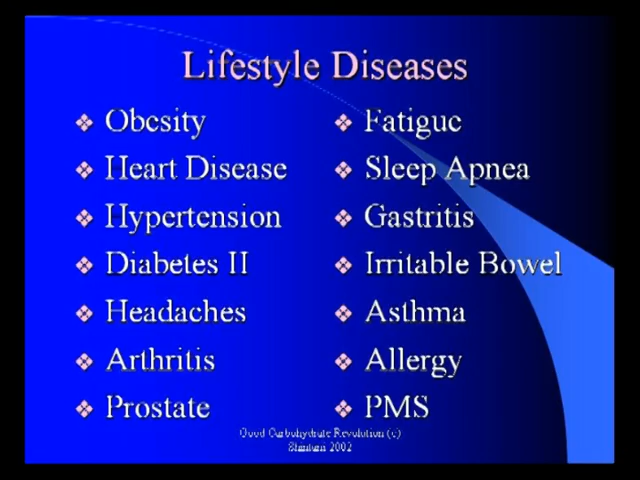 Lifestyle Diseases
❖ Obesity
❖ Heart Disease
❖ Hypertension
❖ Diabetes II
❖ Headaches
❖ Arthritis
❖ Prostate
❖ Fatigue
❖ Sleep Apnea
❖ Gastritis
❖ Irritable Bowel
❖ Asthma
❖ Allergy
❖ PMS
Good Carbohydrate Revolution (c)
Shintani 2002